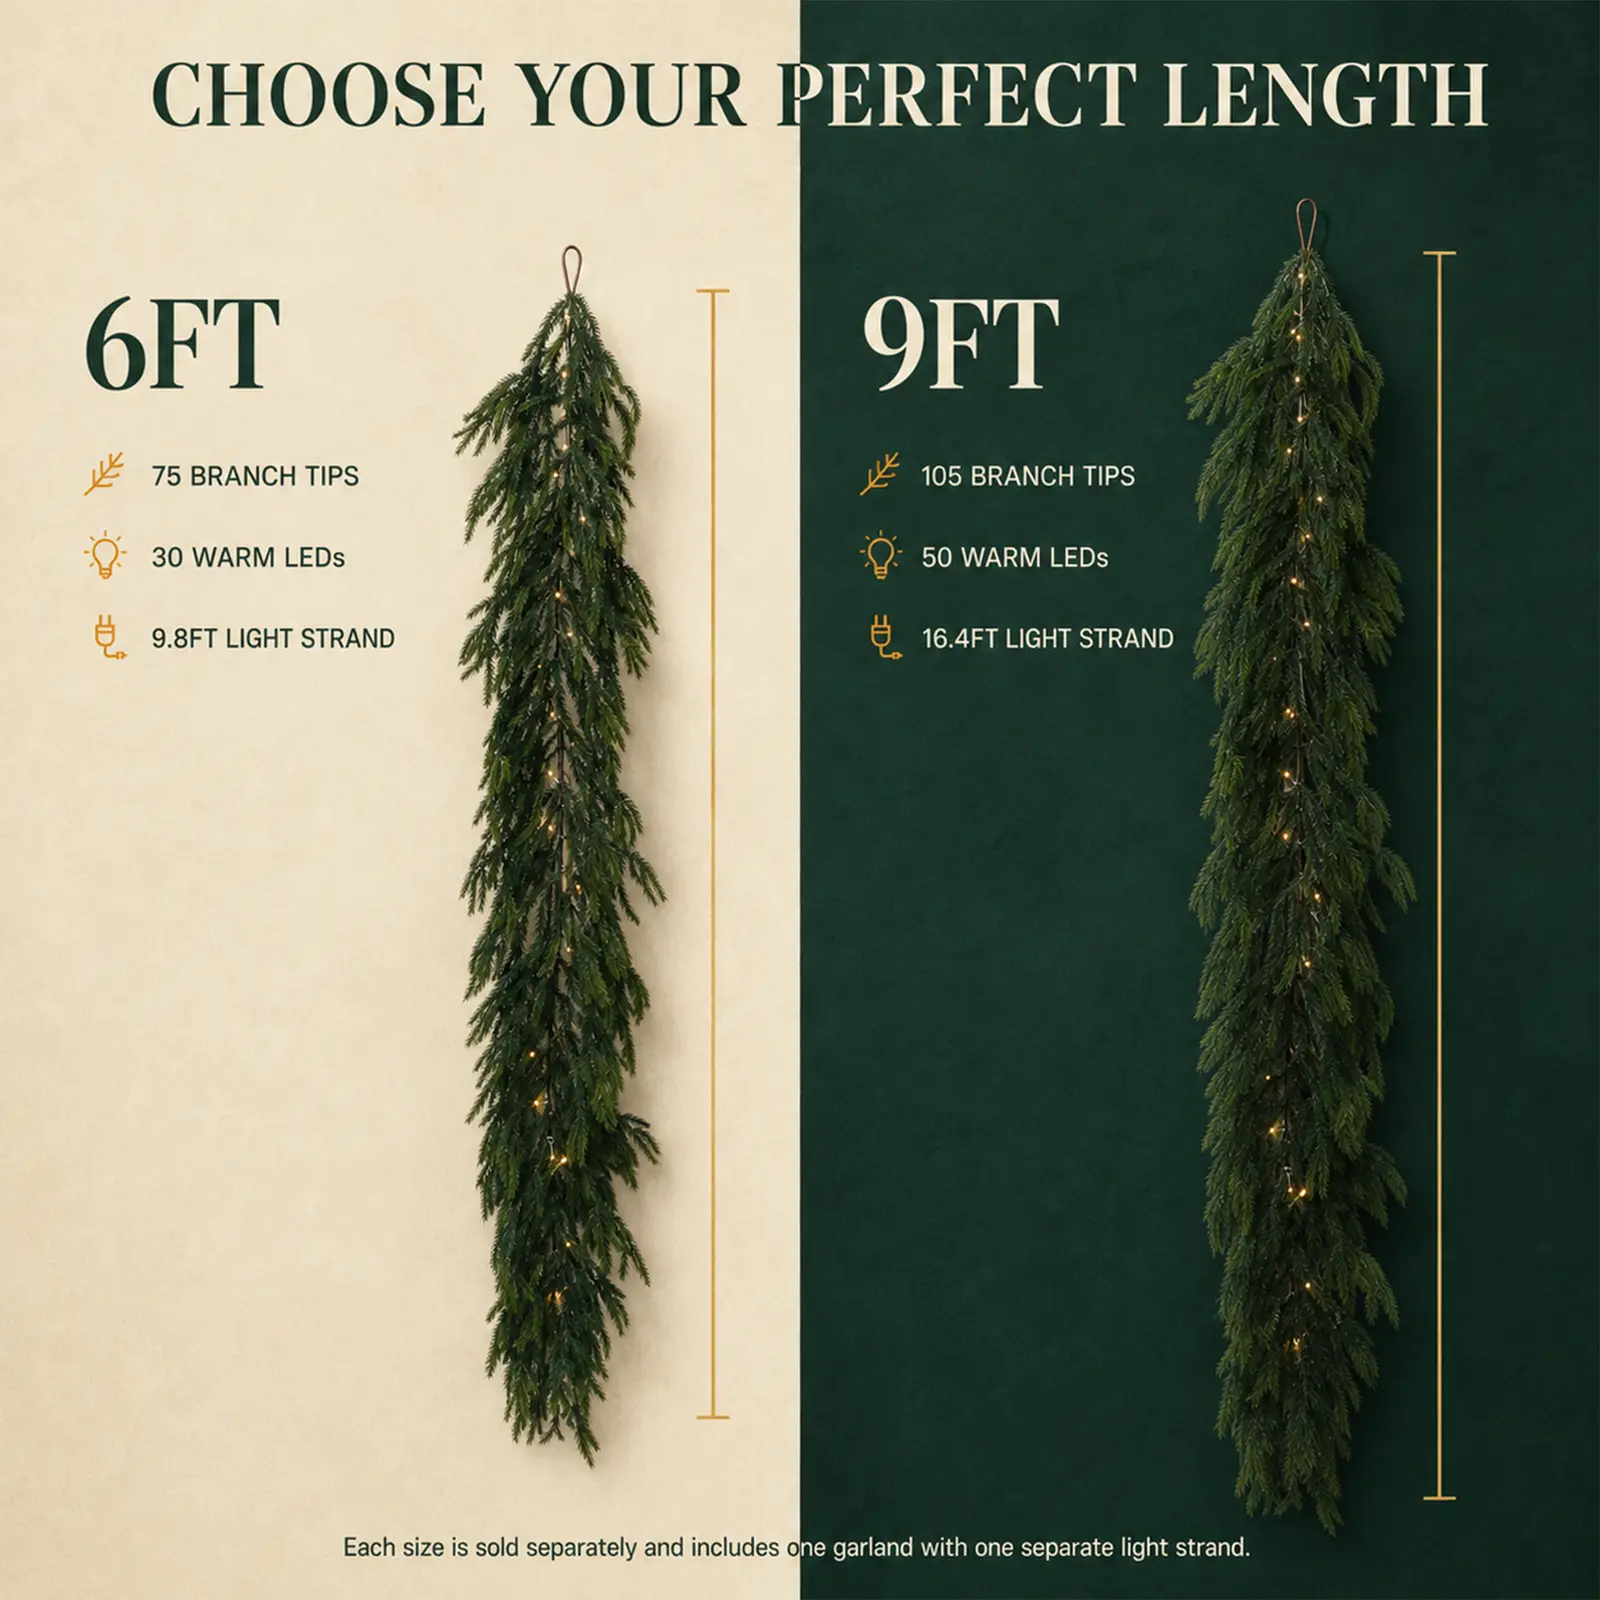 CHOOSE YOUR PERFECT LENGTH
6FT
75 BRANCH TIPS
30 WARM LEDs
9.8FT LIGHT STRAND
9FT
105 BRANCH TIPS
50 WARM LEDs
16.4FT LIGHT STRAND
Each size is sold separately and includes one garland with one separate light strand.